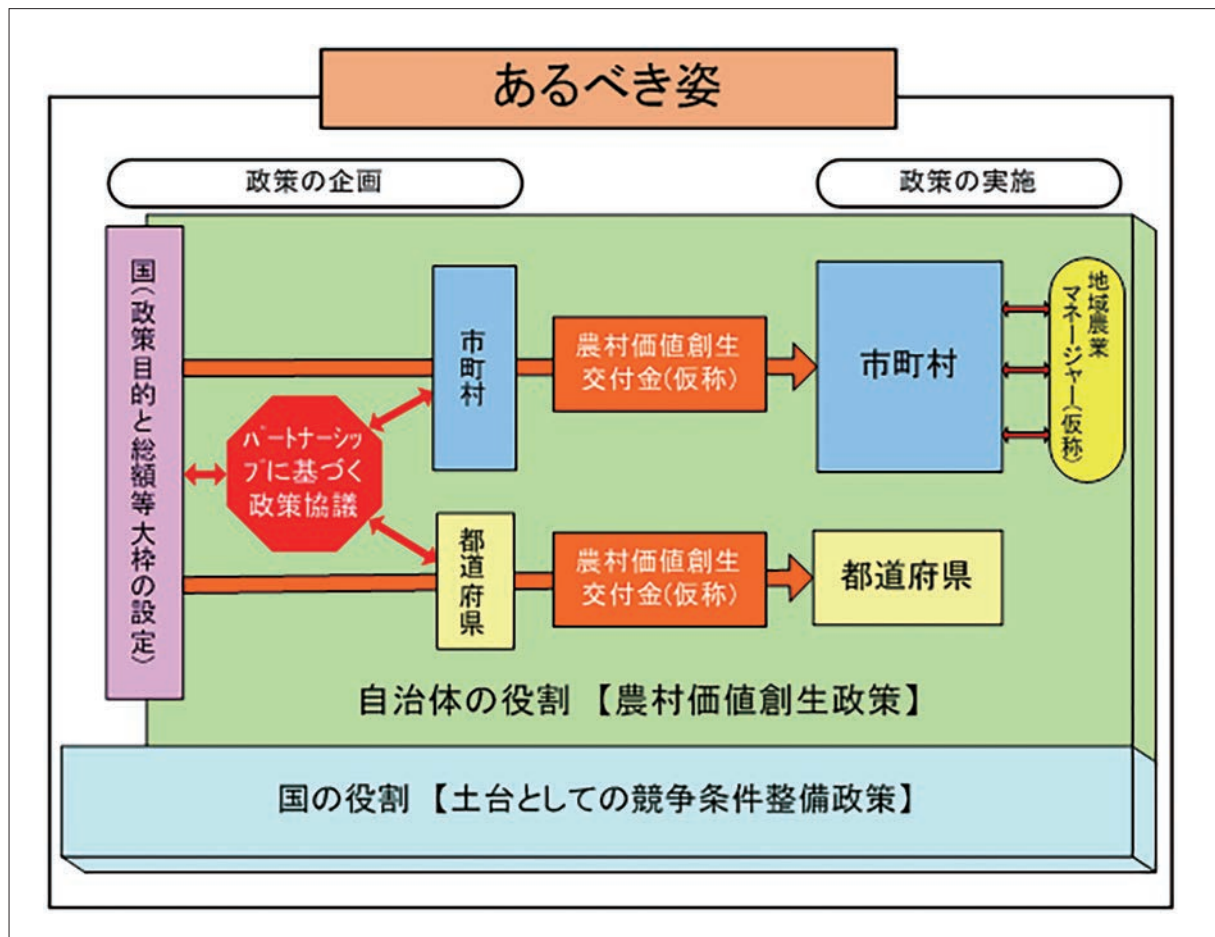 あるべき姿
政策の企画
政策の実施
国(政策目的と総額等大枠の設定)
パートナーシッ
プに基づく
政策協議
市町村
都道府県
農村価値創生
交付金(仮称)
農村価値創生
交付金(仮称)
市町村
都道府県
地域農業
マネージャー(仮称)
自治体の役割 【農村価値創生政策】
国の役割 【土台としての競争条件整備政策】